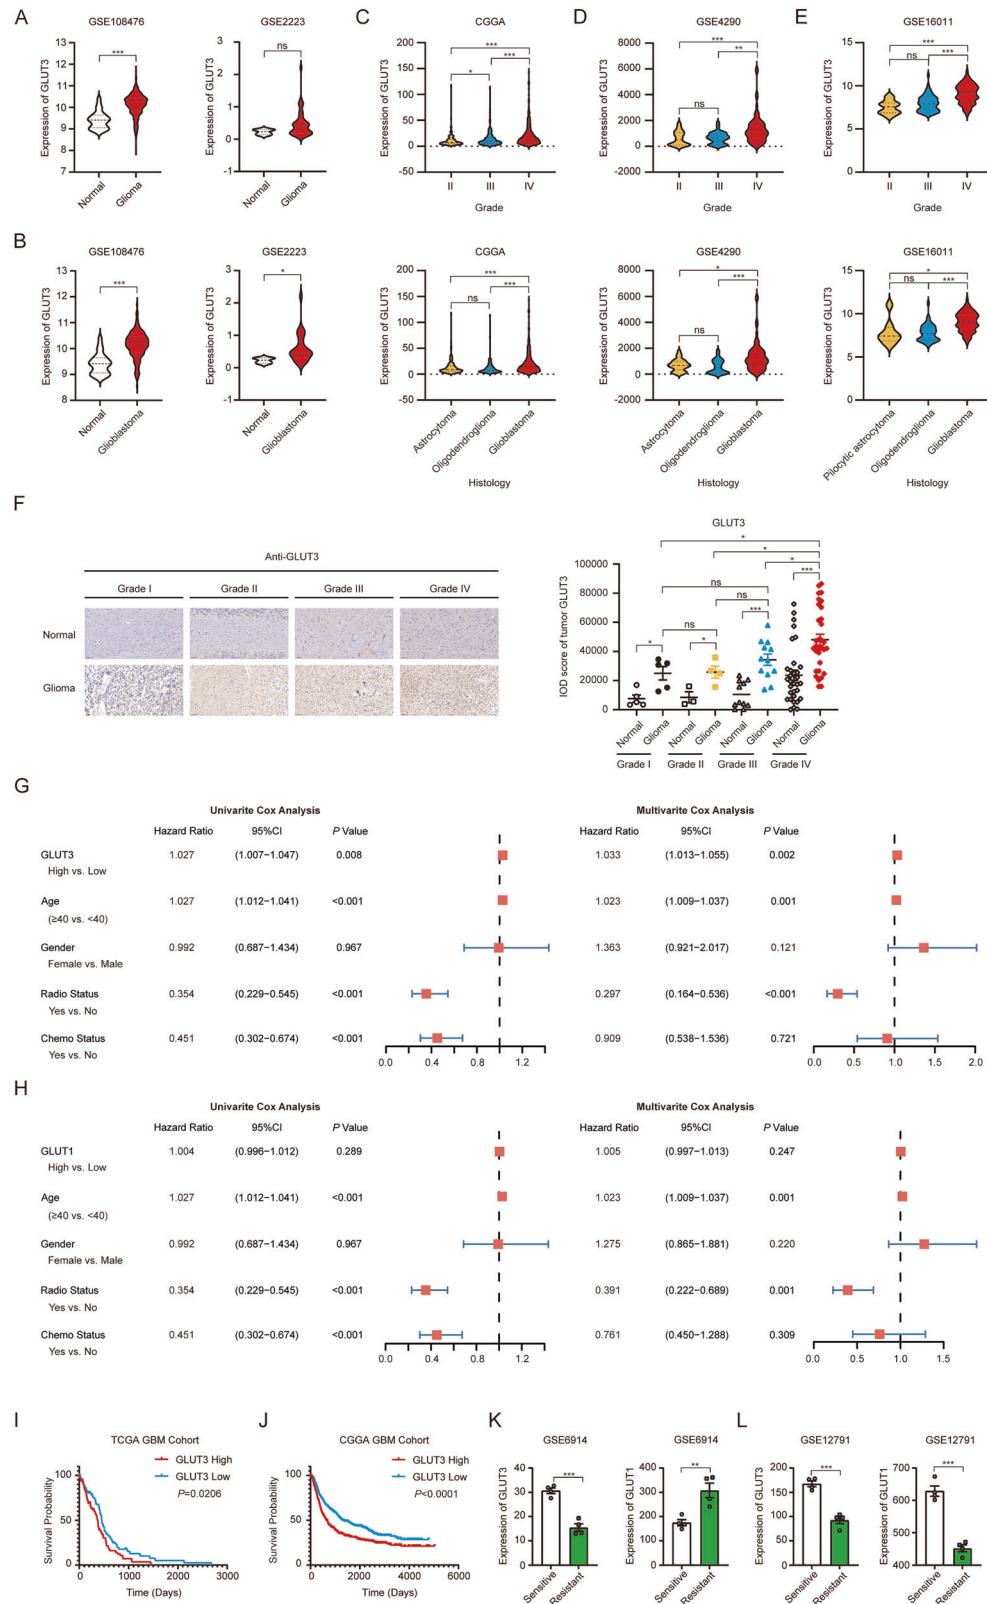 A
GSE108476
Expression of GLUT3
13
12
11
10
9
8
7
***
Normal
Glioma
GSE2223
Expression of GLUT3
3
2
1
0
-1
ns
Normal
Glioma
C
CGGA
Expression of GLUT3
200
150
100
50
0
-50
***
*
***
II
III
IV
Grade
D
GSE4290
Expression of GLUT3
8000
6000
4000
2000
0
-2000
***
**
ns
II
III
IV
Grade
E
GSE16011
Expression of GLUT3
15
10
5
0
***
ns
***
II
III
IV
Grade
B
GSE108476
Expression of GLUT3
13
12
11
10
9
8
***
Normal
Glioblastoma
GSE2223
Expression of GLUT3
3
2
1
0
-1
*
Normal
Glioblastoma
CGGA
Expression of GLUT3
200
150
100
50
0
-50
***
ns
***
Astrocytoma
Oligodendroglioma
Glioblastoma
Histology
GSE4290
Expression of GLUT3
8000
6000
4000
2000
0
-2000
*
***
ns
Astrocytoma
Oligodendroglioma
Glioblastoma
Histology
GSE16011
Expression of GLUT3
15
10
5
0
*
ns
***
Pilocytic astrocytoma
Oligodendroglioma
Glioblastoma
Histology
F
Anti-GLUT3
Grade I
Grade II
Grade III
Grade IV
Normal
Glioma
GLUT3
IOD score of tumor GLUT3
100000
80000
60000
40000
20000
0
*
*
*
ns
ns
***
***
ns
*
*
Normal
Glioma
Normal
Glioma
Normal
Glioma
Normal
Glioma
Grade I
Grade II
Grade III
Grade IV
G
Univarite Cox Analysis
Multivarite Cox Analysis
Hazard Ratio 95%CI P Value
Hazard Ratio 95%CI P Value
GLUT3 1.027 (1.007−1.047) 0.008 1.033 (1.013−1.055) 0.002
High vs. Low
Age 1.027 (1.012−1.041) <0.001 1.023 (1.009−1.037) 0.001
(≥40 vs. <40)
Gender 0.992 (0.687−1.434) 0.967 1.363 (0.921−2.017) 0.121
Female vs. Male
Radio Status 0.354 (0.229−0.545) <0.001 0.297 (0.164−0.536) <0.001
Yes vs. No
Chemo Status 0.451 (0.302−0.674) <0.001 0.909 (0.538−1.536) 0.721
Yes vs. No
0.0 0.4 0.8 1 1.2
0.0 0.5 1.0 1.5 2.0
H
Univarite Cox Analysis
Multivarite Cox Analysis
Hazard Ratio 95%CI P Value
Hazard Ratio 95%CI P Value
GLUT1 1.004 (0.996−1.012) 0.289 1.005 (0.997−1.013) 0.247
High vs. Low
Age 1.027 (1.012−1.041) <0.001 1.023 (1.009−1.037) 0.001
(≥40 vs. <40)
Gender 0.992 (0.687−1.434) 0.967 1.275 (0.865−1.881) 0.220
Female vs. Male
Radio Status 0.354 (0.229−0.545) <0.001 0.391 (0.222−0.689) 0.001
Yes vs. No
Chemo Status 0.451 (0.302−0.674) <0.001 0.761 (0.450−1.288) 0.309
Yes vs. No
0.0 0.4 0.8 1 1.2
0.0 0.5 1.0 1.5
I
TCGA GBM Cohort
GLUT3 High
GLUT3 Low
P=0.0206
Survival Probability
100
50
0
0 1000 2000 3000
Time (Days)
J
CGGA GBM Cohort
GLUT3 High
GLUT3 Low
P<0.0001
Survival Probability
100
50
0
0 2000 4000 6000
Time (Days)
K
GSE6914
Expression of GLUT3
40
30
20
10
0
***
Sensitive
Resistant
GSE6914
Expression of GLUT1
400
300
200
100
0
**
Sensitive
Resistant
L
GSE12791
Expression of GLUT3
200
150
100
50
0
***
Sensitive
Resistant
GSE12791
Expression of GLUT1
700
600
500
400
***
Sensitive
Resistant